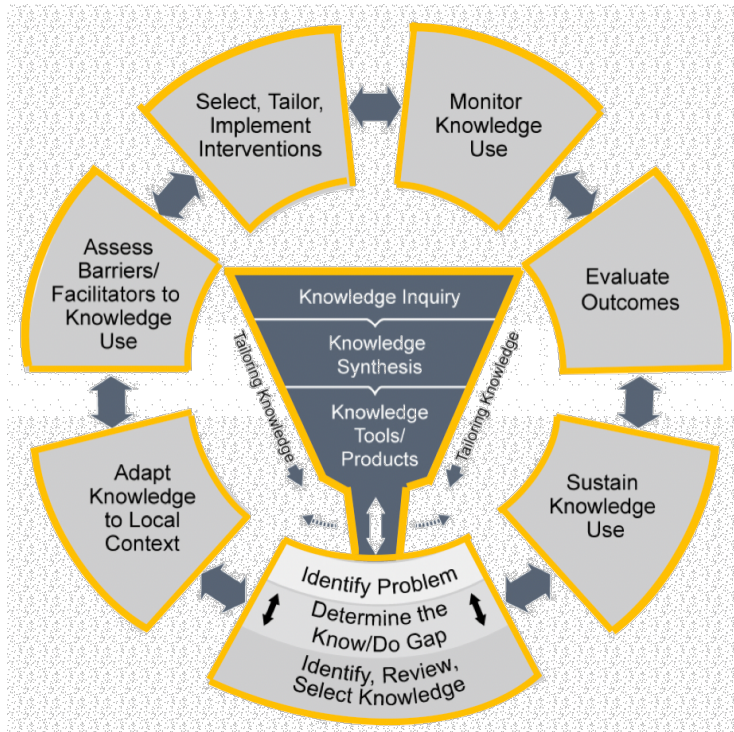 Select, Tailor,
Implement
Interventions
Monitor
Knowledge
Use
Assess
Barriers/
Facilitators to
Knowledge
Use
Evaluate
Outcomes
Knowledge Inquiry
Knowledge
Synthesis
Knowledge
Tools/
Products
Tailoring Knowledge
Tailoring Knowledge
Adapt
Knowledge
to Local
Context
Sustain
Knowledge
Use
Identify Problem
Determine the
Know/Do Gap
Identify, Review,
Select Knowledge